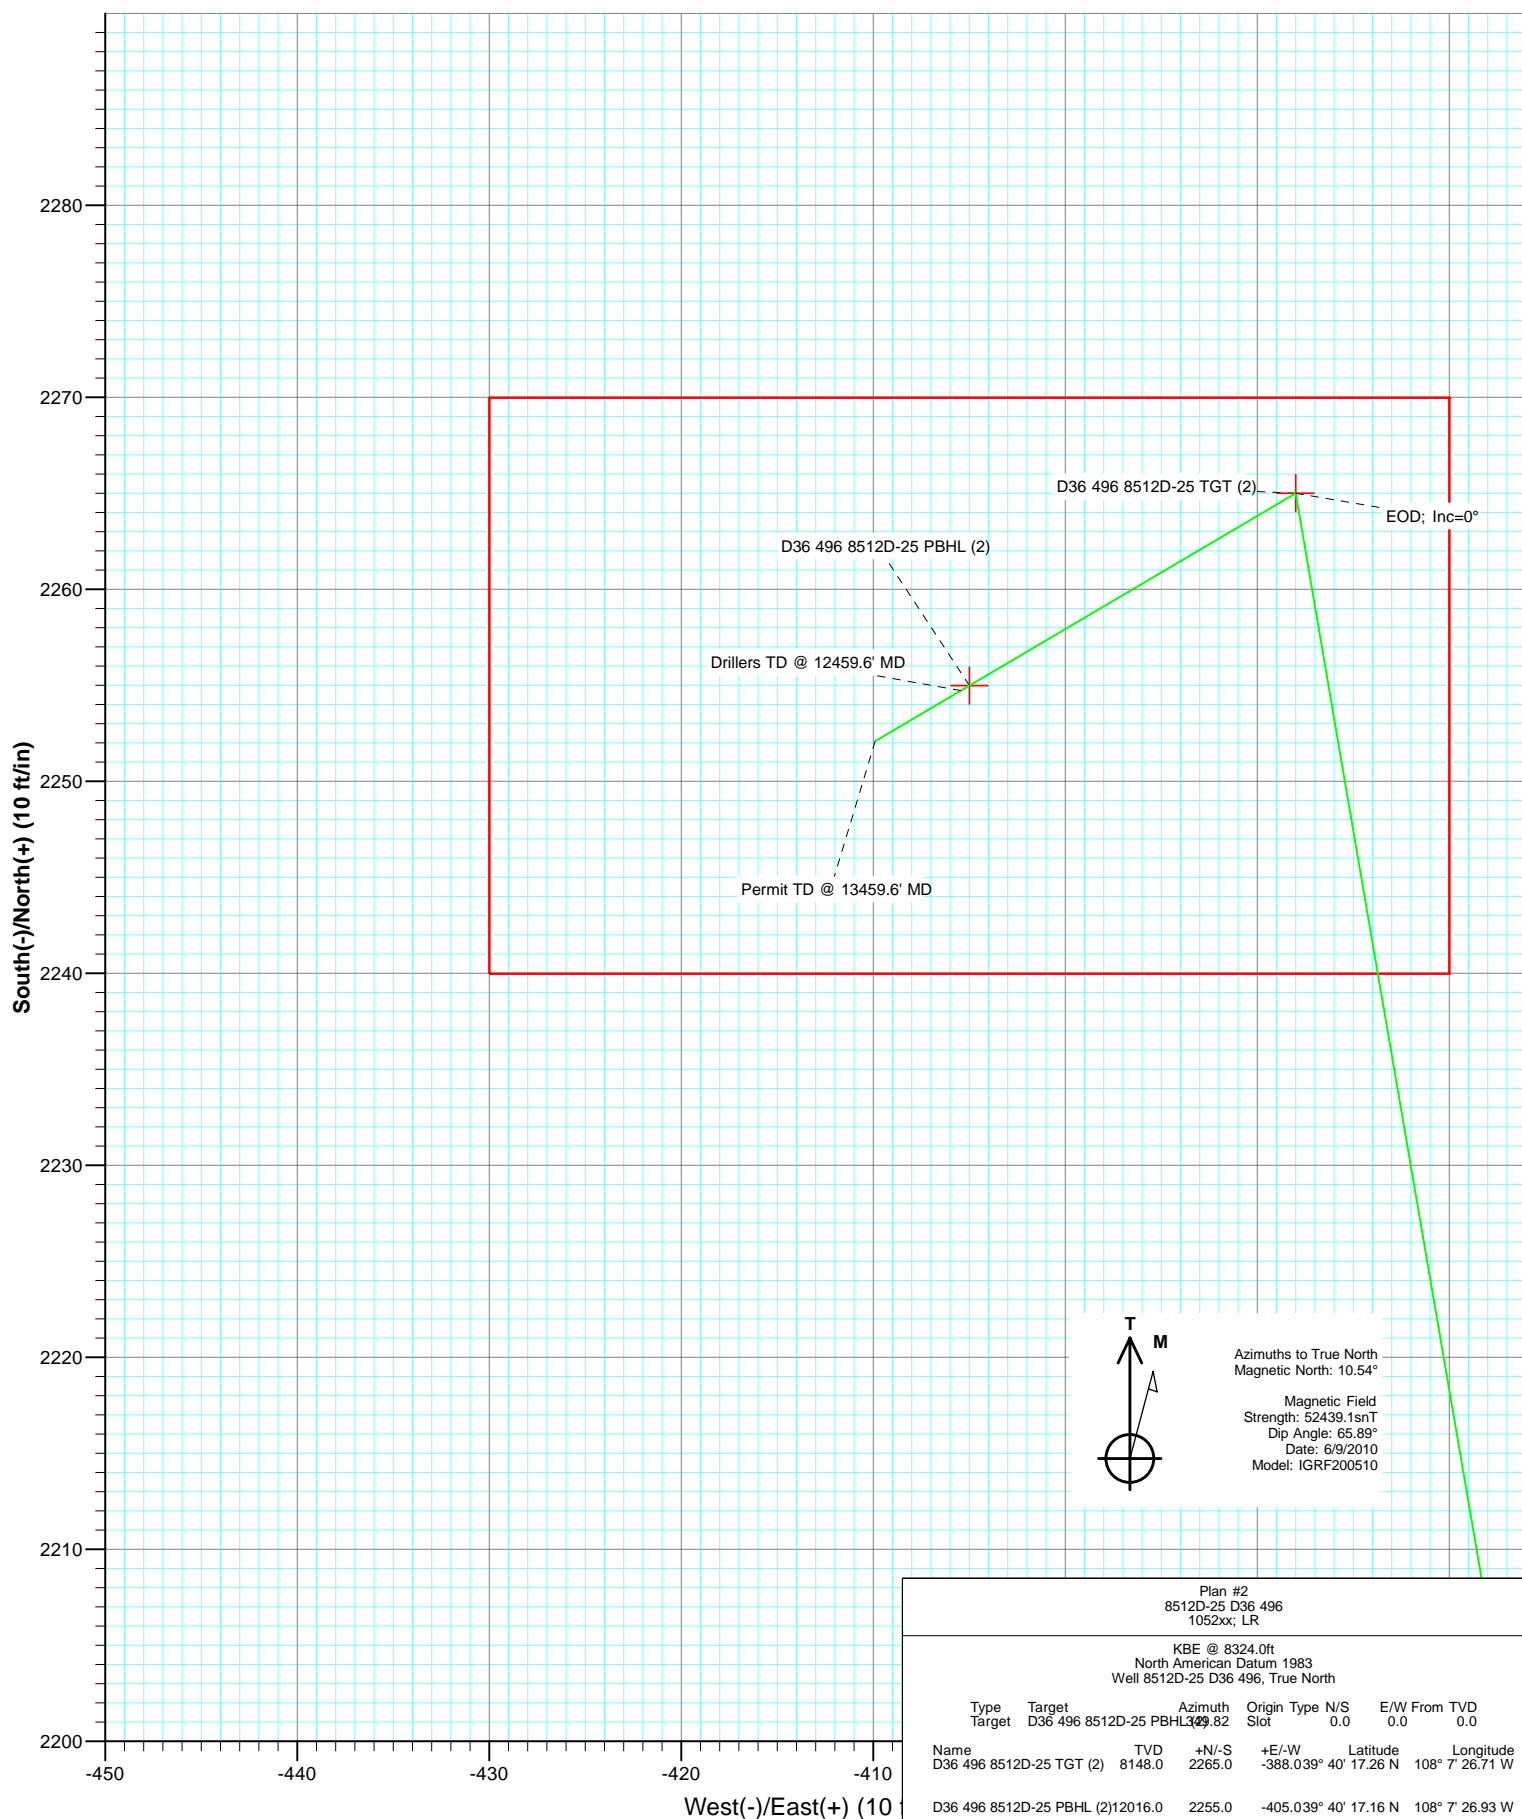 2280
2270
2260
2250
2240
2230
2220
2210
2200
South(-)/North(+) (10 ft/in)
D36 496 8512D-25 TGT (2)
EOD; Inc=0°
D36 496 8512D-25 PBHL (2)
Drillers TD @ 12459.6' MD
Permit TD @ 13459.6' MD
T
M
Azimuths to True North
Magnetic North: 10.54°
Magnetic Field
Strength: 52439.1snT
Dip Angle: 65.89°
Date: 6/9/2010
Model: IGRF200510
-450 -440 -430 -420 -410
West(-)/East(+) (10
Plan #2
8512D-25 D36 496
1052xx; LR
KBE @ 8324.0ft
North American Datum 1983
Well 8512D-25 D36 496, True North
Type Target Azimuth Origin Type N/S E/W From TVD
Target D36 496 8512D-25 PBHL (2) 349.82 Slot 0.0 0.0 0.0
Name TVD +N/-S +E/-W Latitude Longitude
D36 496 8512D-25 TGT (2) 8148.0 2265.0 -388.0 39° 40' 17.26 N 108° 7' 26.71 W
D36 496 8512D-25 PBHL (2) 12016.0 2255.0 -405.0 39° 40' 17.16 N 108° 7' 26.93 W